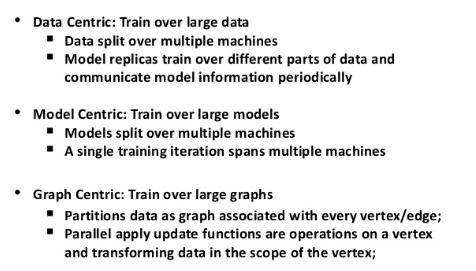 • Data Centric: Train over large data
▪ Data split over multiple machines
▪ Model replicas train over different parts of data and
communicate model information periodically
• Model Centric: Train over large models
▪ Models split over multiple machines
▪ A single training iteration spans multiple machines
• Graph Centric: Train over large graphs
▪ Partitions data as graph associated with every vertex/edge;
▪ Parallel apply update functions are operations on a vertex
and transforming data in the scope of the vertex;